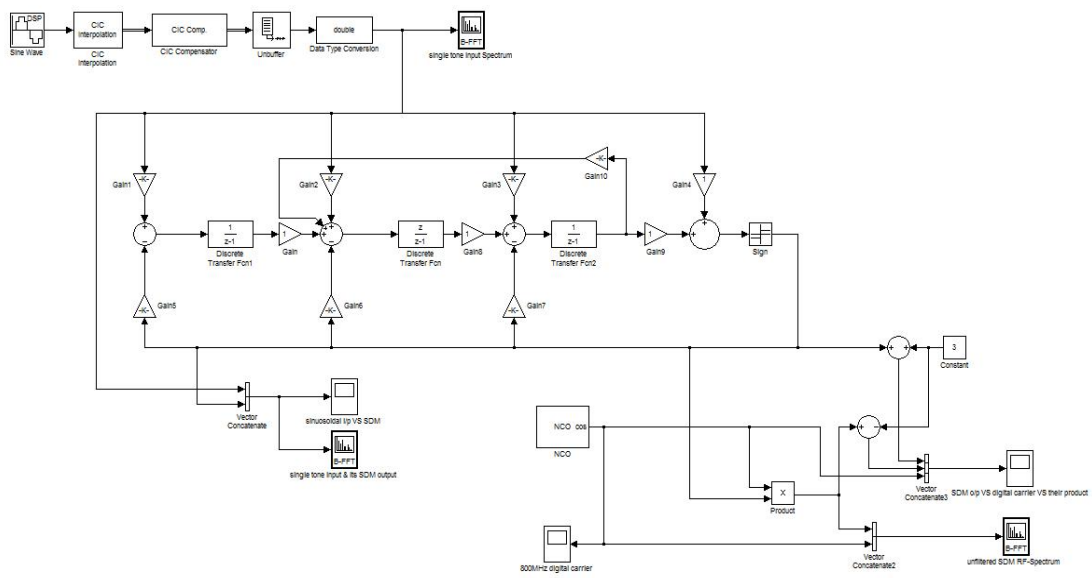 DSP
Sine Wave
CIC
Interpolation
CIC
Interpolation
CIC Comp.
CIC Compensator
Unbuffer
double
Data Type Conversion
B-FFT
single tone input Spectrum
-K-
Gain1
-K-
Gain2
-K-
Gain3
-K-
Gain10
1
Gain4
+
−
1
z-1
Discrete
Transfer Fcn1
1
Gain
+
+
+
−
z
z-1
Discrete
Transfer Fcn
1
Gain8
+
+
−
1
z-1
Discrete
Transfer Fcn2
1
Gain9
+
+
Sign
-K-
Gain5
-K-
Gain6
-K-
Gain7
+
+
3
Constant
Vector
Concatenate
sinuosoidal i/p VS SDM
B-FFT
single tone input & its SDM output
NCO cos
NCO
+
−
X
Product
Vector
Concatenate3
SDM o/p VS digital carrier VS their product
800MHz digital carrier
Vector
Concatenate2
B-FFT
unfiltered SDM RF-Spectrum